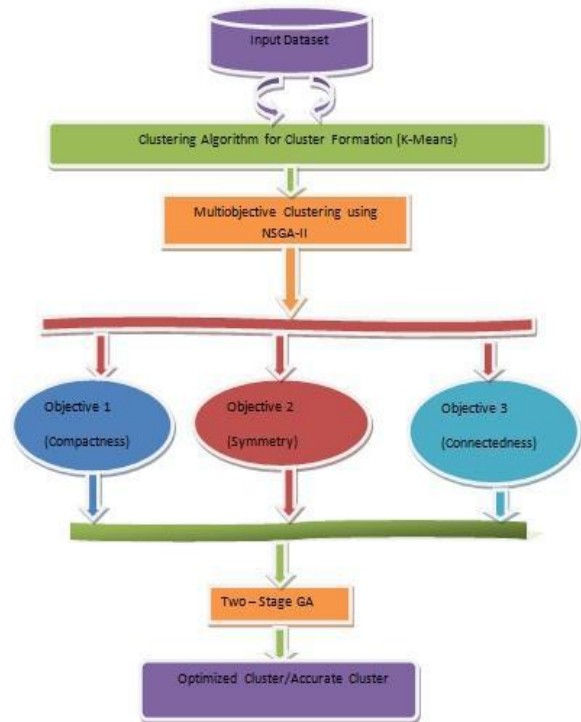 Input Dataset
Clustering Algorithm for Cluster Formation (K-Means)
Multiobjective Clustering using
NSGA-II
Objective 1
(Compactness)
Objective 2
(Symmetry)
Objective 3
(Connectedness)
Two – Stage GA
Optimized Cluster/Accurate Cluster